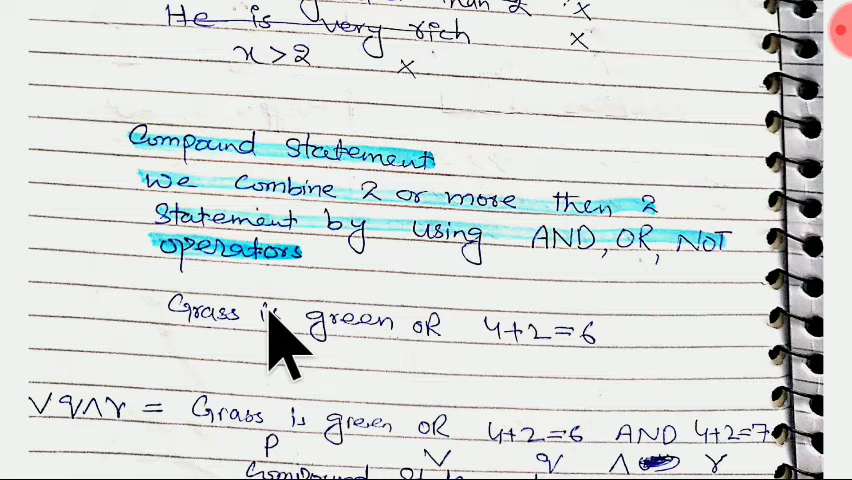 than 2 ×
He is very rich ×
x > 2 ×
Compound Statement
We combine 2 or more then 2
Statement by using AND, OR, NOT
operators
Grass is green OR 4+2=6
∨q∧r = Grass is green OR 4+2=6 AND 4+2=7
P ∨ q ∧ r